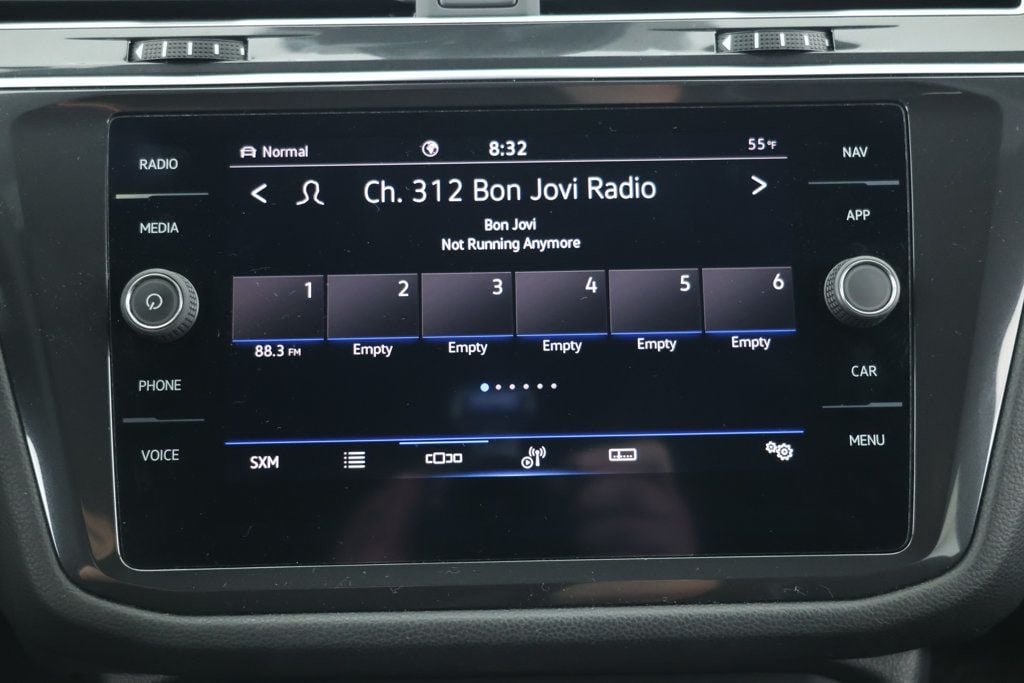 RADIO
MEDIA
PHONE
VOICE
Normal
8:32
55°F
< Ch. 312 Bon Jovi Radio >
Bon Jovi
Not Running Anymore
1 2 3 4 5 6
88.3 FM Empty Empty Empty Empty Empty
SXM
NAV
APP
CAR
MENU